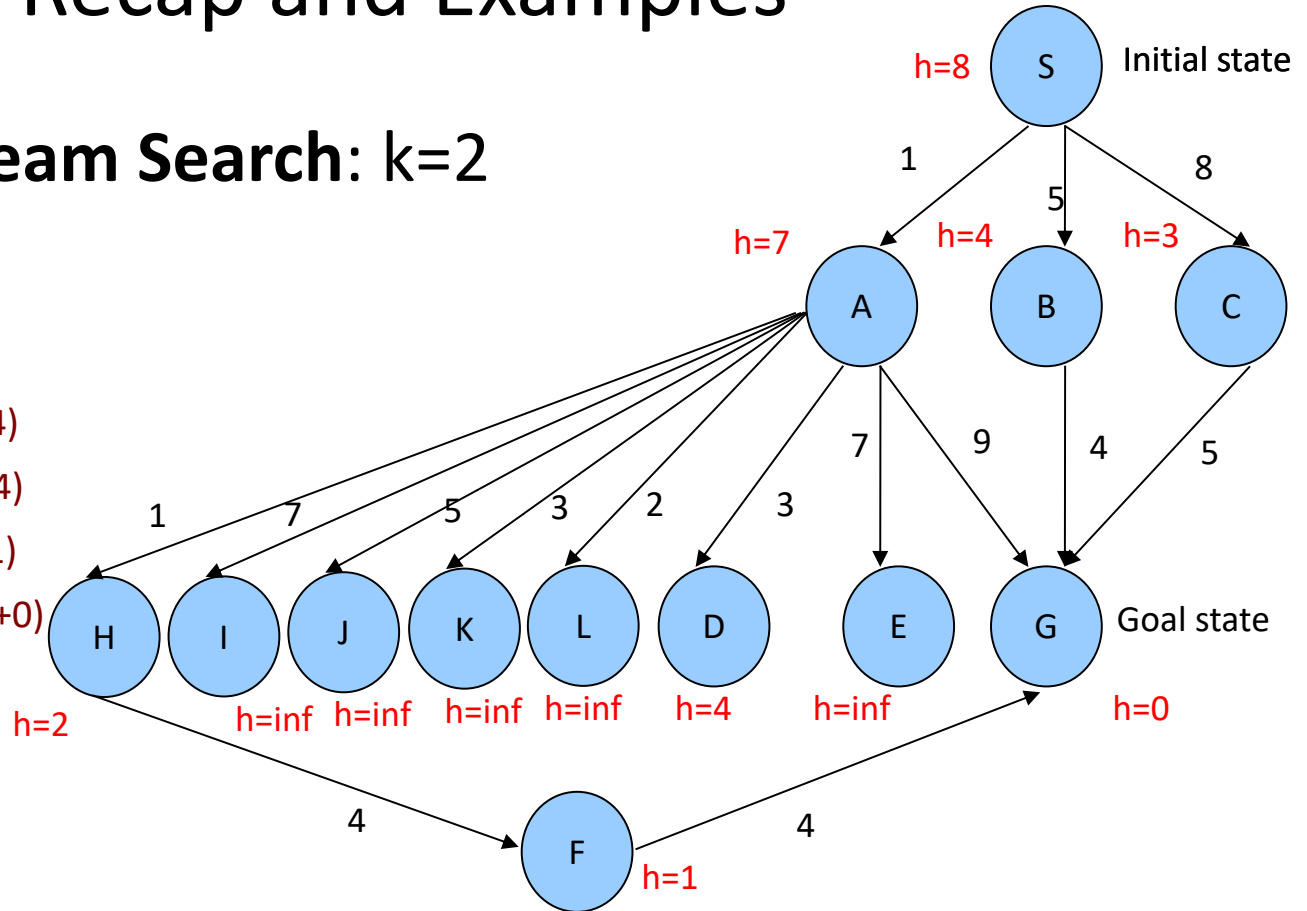 Recap and Examples
eam Search: k=2
S
Initial state
h=8
1
5
8
h=7
h=4
h=3
A
B
C
4)
4)
1)
+0)
1
7
5
3
2
3
7
9
4
5
H
I
J
K
L
D
E
G
Goal state
h=2
h=inf
h=inf
h=inf
h=inf
h=4
h=inf
h=0
4
4
F
h=1